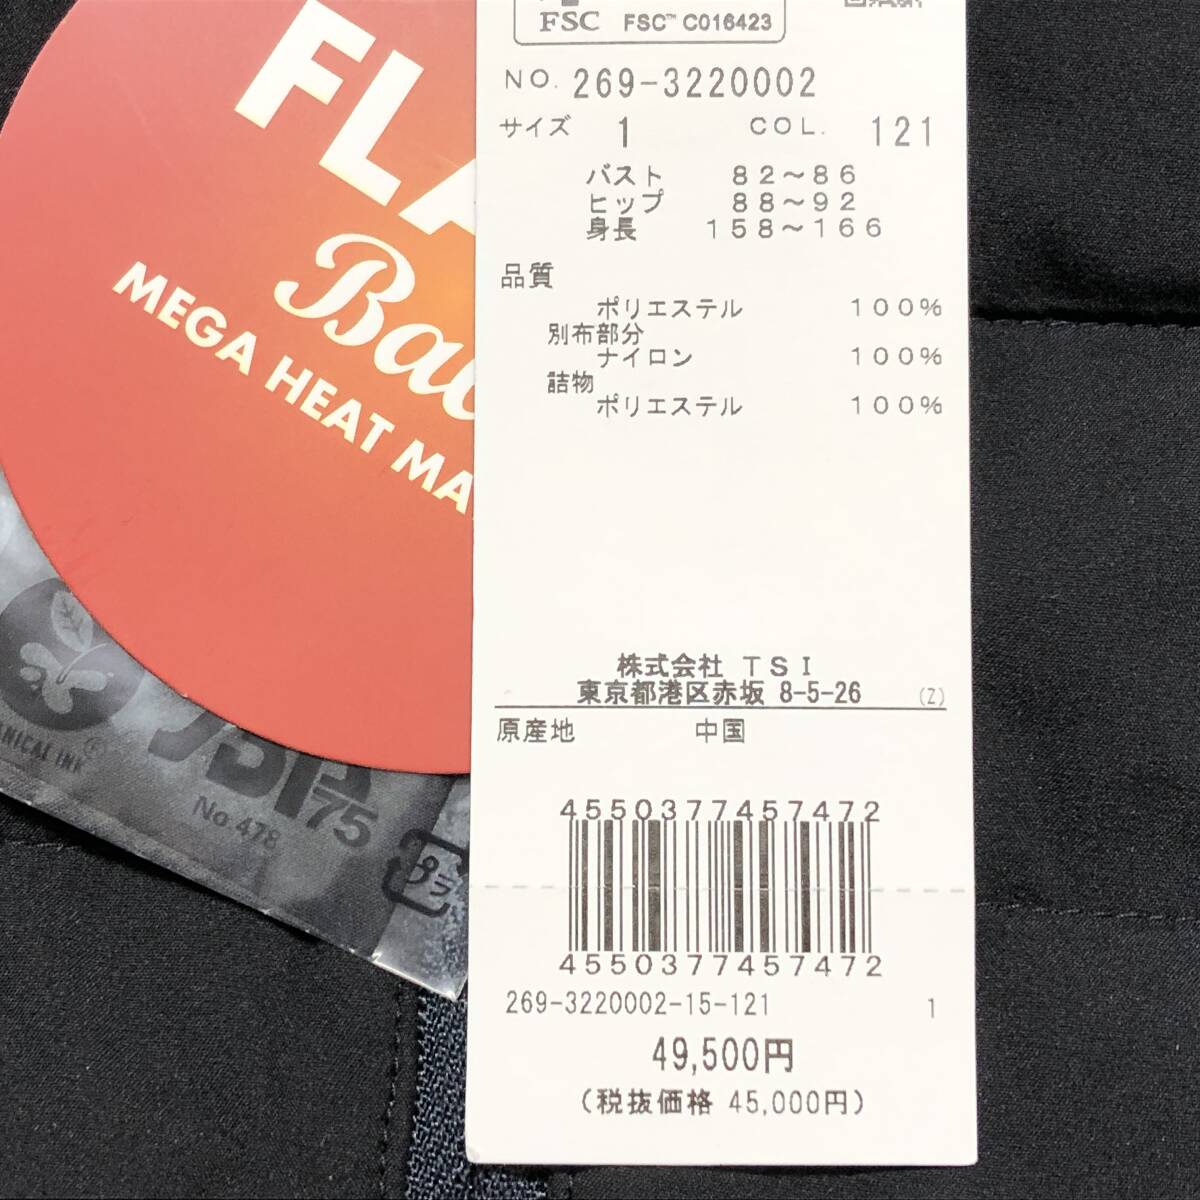 FSC FSC™ C016423
NO. 269-3220002
サイズ 1 COL. 121
バスト 82～86
ヒップ 88～92
身長 158～166
品質
ポリエステル 100%
別布部分
ナイロン 100%
詰物
ポリエステル 100%
株式会社 TSI
東京都港区赤坂 8-5-26 (Z)
原産地 中国
4550377457472
4550377457472
269-3220002-15-121 1
49,500円
(税抜価格 45,000円)
MEGA HEAT
No.478
75
プラ